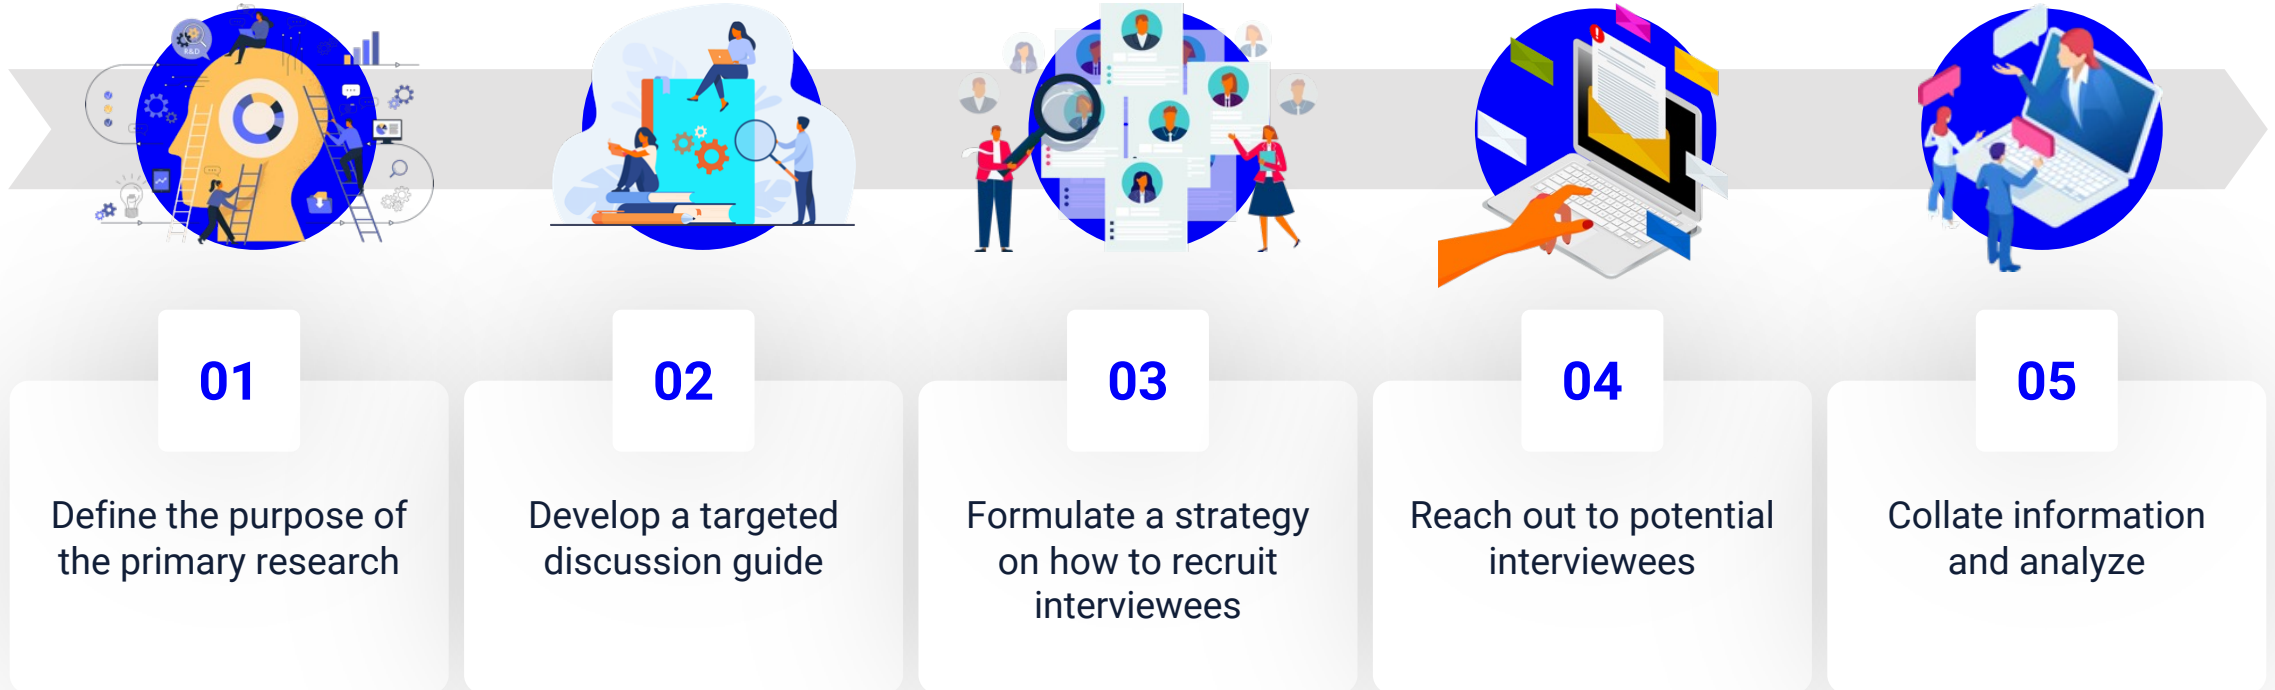 R&D
01
Define the purpose of
the primary research
02
Develop a targeted
discussion guide
03
Formulate a strategy
on how to recruit
interviewees
04
Reach out to potential
interviewees
05
Collate information
and analyze